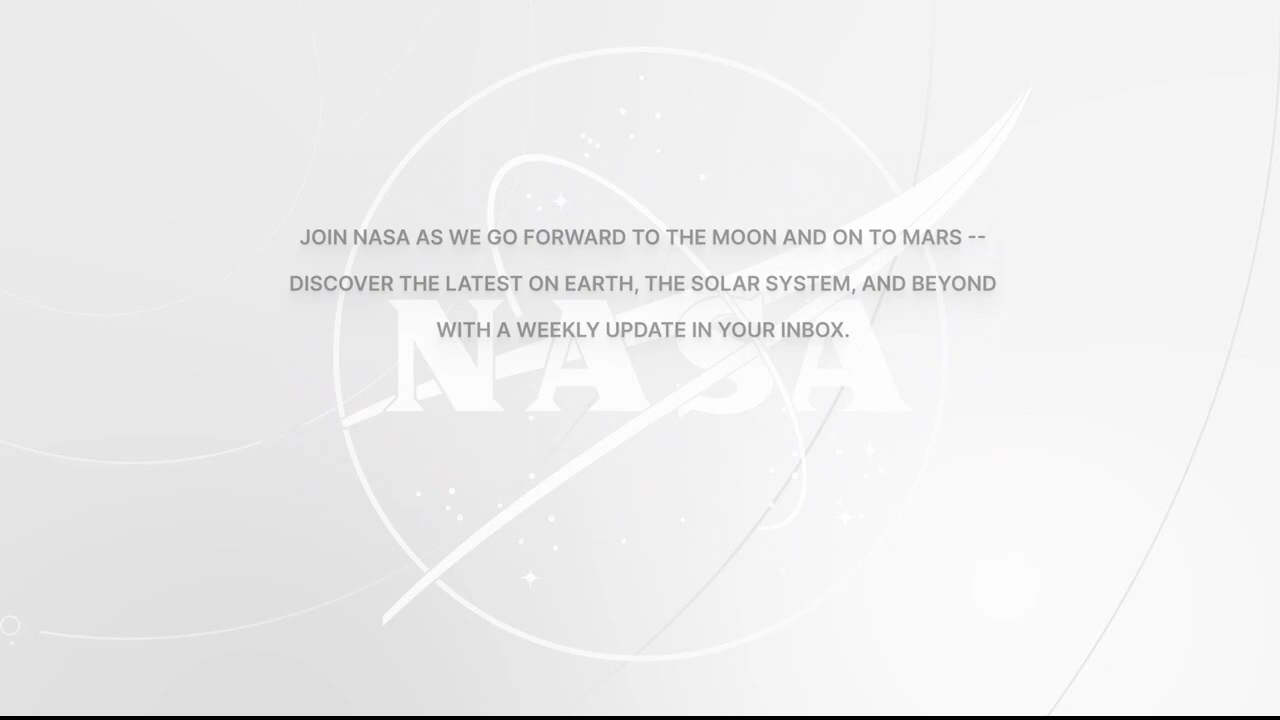 JOIN NASA AS WE GO FORWARD TO THE MOON AND ON TO MARS --
DISCOVER THE LATEST ON EARTH, THE SOLAR SYSTEM, AND BEYOND
WITH A WEEKLY UPDATE IN YOUR INBOX.
NASA